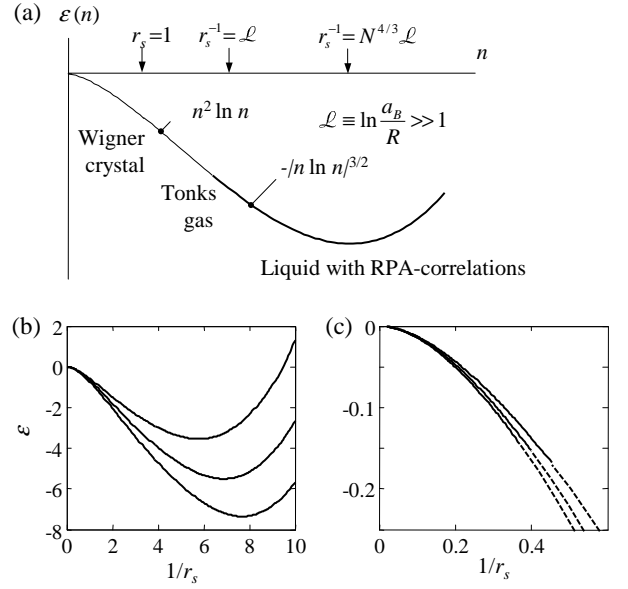 (a) ε(n)
r_s=1 r_s^{-1}=ℒ r_s^{-1}=N^{4/3}ℒ
n
n² ln n
ℒ ≡ ln a_B/R >> 1
Wigner
crystal
-|n ln n|^{3/2}
Tonks
gas
Liquid with RPA-correlations
(b)
2
0
-2
-4
-6
-8
ε
0 2 4 6 8 10
1/r_s
(c)
0
-0.1
-0.2
0 0.2 0.4
1/r_s